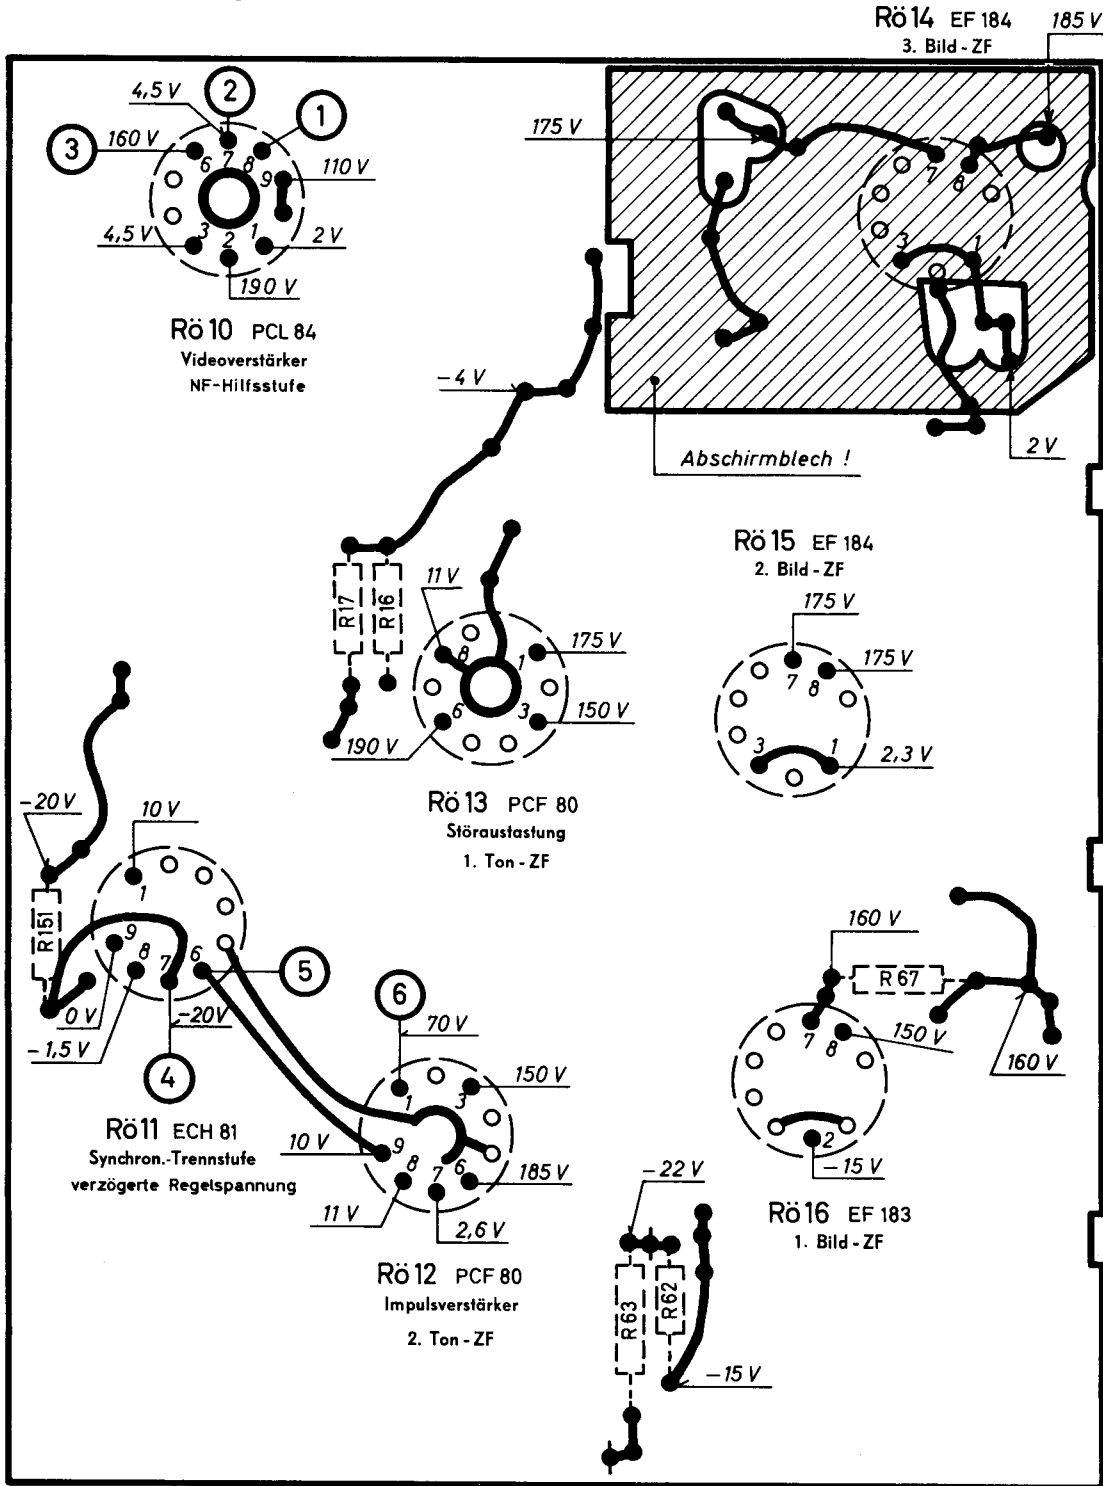 Rö 14 EF 184
3. Bild - ZF
185 V
4,5 V
2
1
3
160 V
6
7
8
9
110 V
4,5 V
3
2
1
2 V
190 V
Rö 10 PCL 84
Videoverstärker
NF-Hilfsstufe
175 V
7
8
3
1
2 V
Abschirmblech !
-4 V
R17
R16
11 V
8
1
175 V
6
3
150 V
190 V
Rö 13 PCF 80
Störaustastung
1. Ton - ZF
Rö 15 EF 184
2. Bild - ZF
175 V
7
8
175 V
3
1
2,3 V
-20 V
10 V
R151
1
9
8
7
6
5
0 V
-1,5 V
-20V
4
Rö 11 ECH 81
Synchron.-Trennstufe
verzögerte Regelspannung
6
70 V
1
3
150 V
10 V
9
8
7
6
185 V
11 V
2,6 V
Rö 12 PCF 80
Impulsverstärker
2. Ton - ZF
160 V
R 67
7
8
150 V
160 V
2
-15 V
Rö 16 EF 183
1. Bild - ZF
-22 V
R63
R62
-15 V